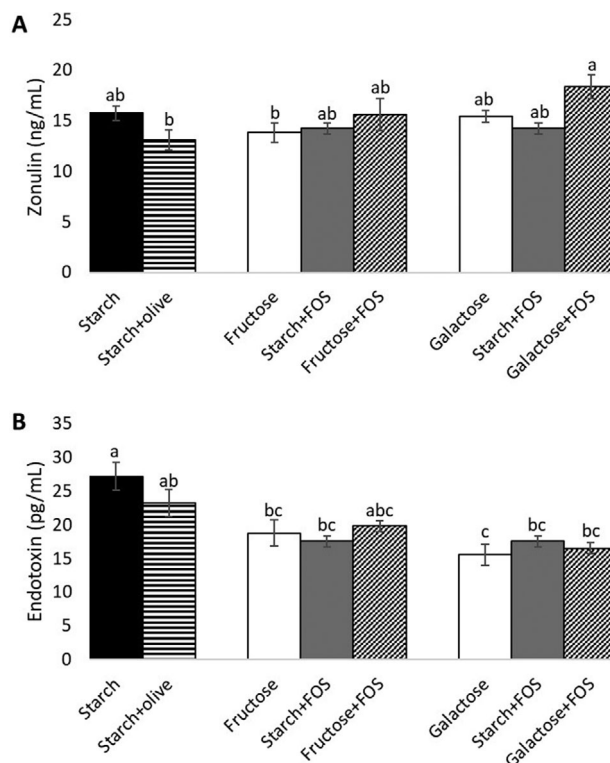 A
Zonulin (ng/mL)
25
20
15
10
5
0
ab
b
b
ab
ab
ab
ab
a
Starch
Starch+olive
Fructose
Starch+FOS
Fructose+FOS
Galactose
Starch+FOS
Galactose+FOS
B
Endotoxin (pg/mL)
35
30
25
20
15
10
5
0
a
ab
bc
bc
abc
c
bc
bc
Starch
Starch+olive
Fructose
Starch+FOS
Fructose+FOS
Galactose
Starch+FOS
Galactose+FOS